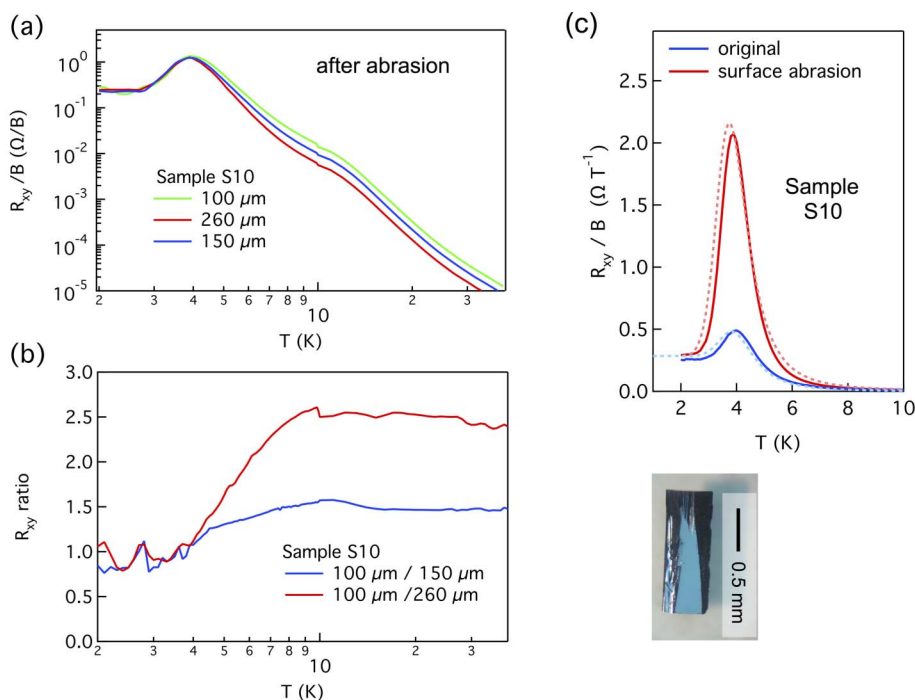 (a)
R_xy /B (Ω/B)
10^0
10^-1
10^-2
10^-3
10^-4
10^-5
after abrasion
Sample S10
100 µm
260 µm
150 µm
2 3 4 5 6 7 8 9 10 2 3
T (K)
(b)
R_xy ratio
3.0
2.5
2.0
1.5
1.0
0.5
0.0
Sample S10
100 µm / 150 µm
100 µm /260 µm
2 3 4 5 6 7 8 9 10 2 3
T (K)
(c)
R_xy / B (Ω T^-1)
2.5
2.0
1.5
1.0
0.5
0.0
original
surface abrasion
Sample
S10
2 4 6 8 10
T (K)
0.5 mm